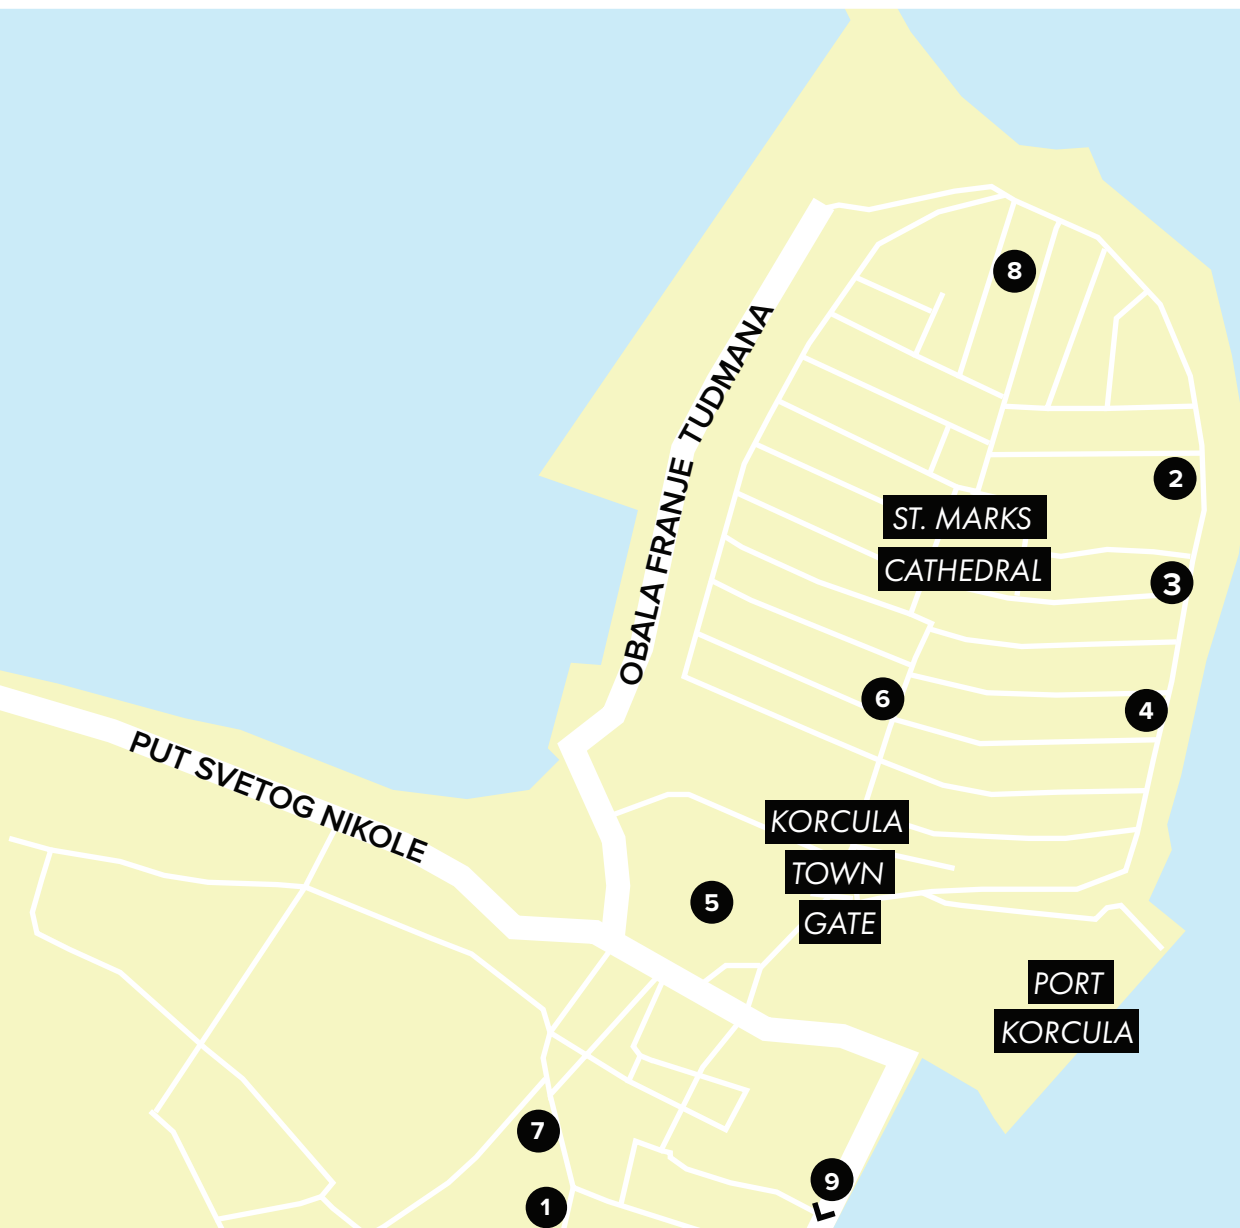 8
OBALA FRANJE TUDMANA
2
ST. MARKS
CATHEDRAL
3
6
4
PUT SVETOG NIKOLE
KORCULA
TOWN
GATE
5
PORT
KORCULA
7
9
1